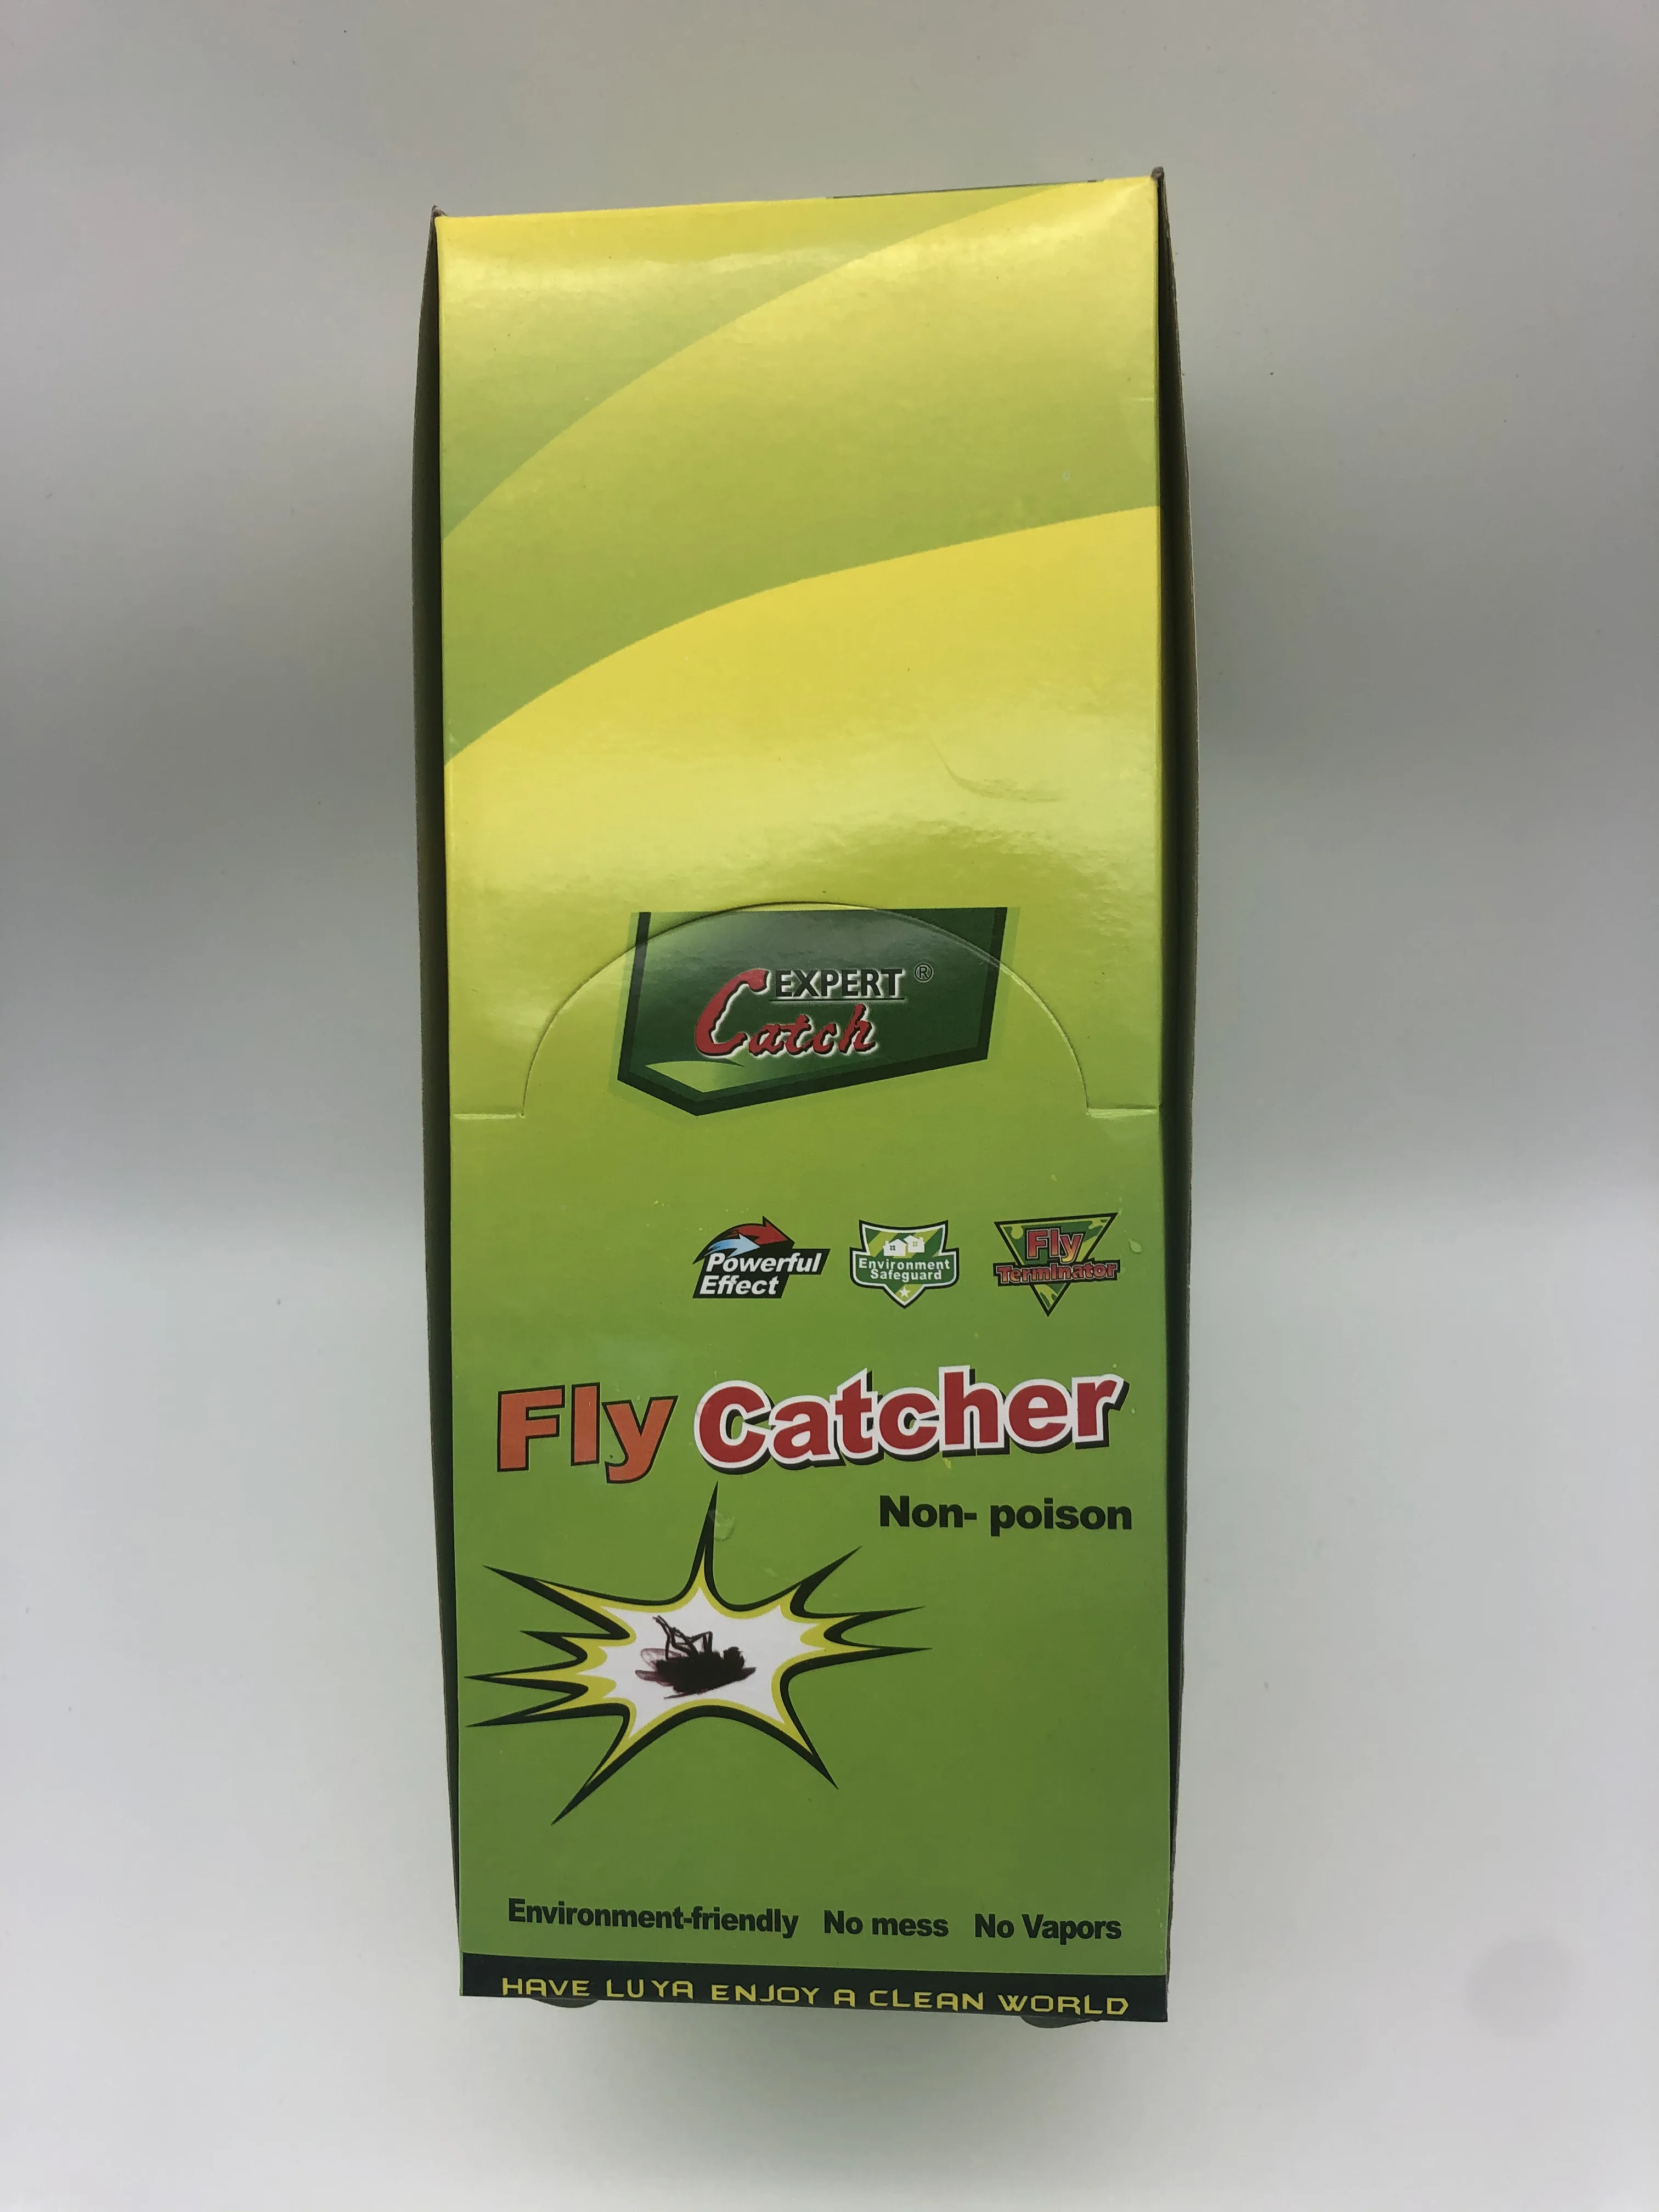 EXPERT ®
Catch
Powerful
Effect
Environment
Safeguard
Fly
Terminator
Fly Catcher
Non- poison
Environment-friendly No mess No Vapors
HAVE LUYA ENJOY A CLEAN WORLD